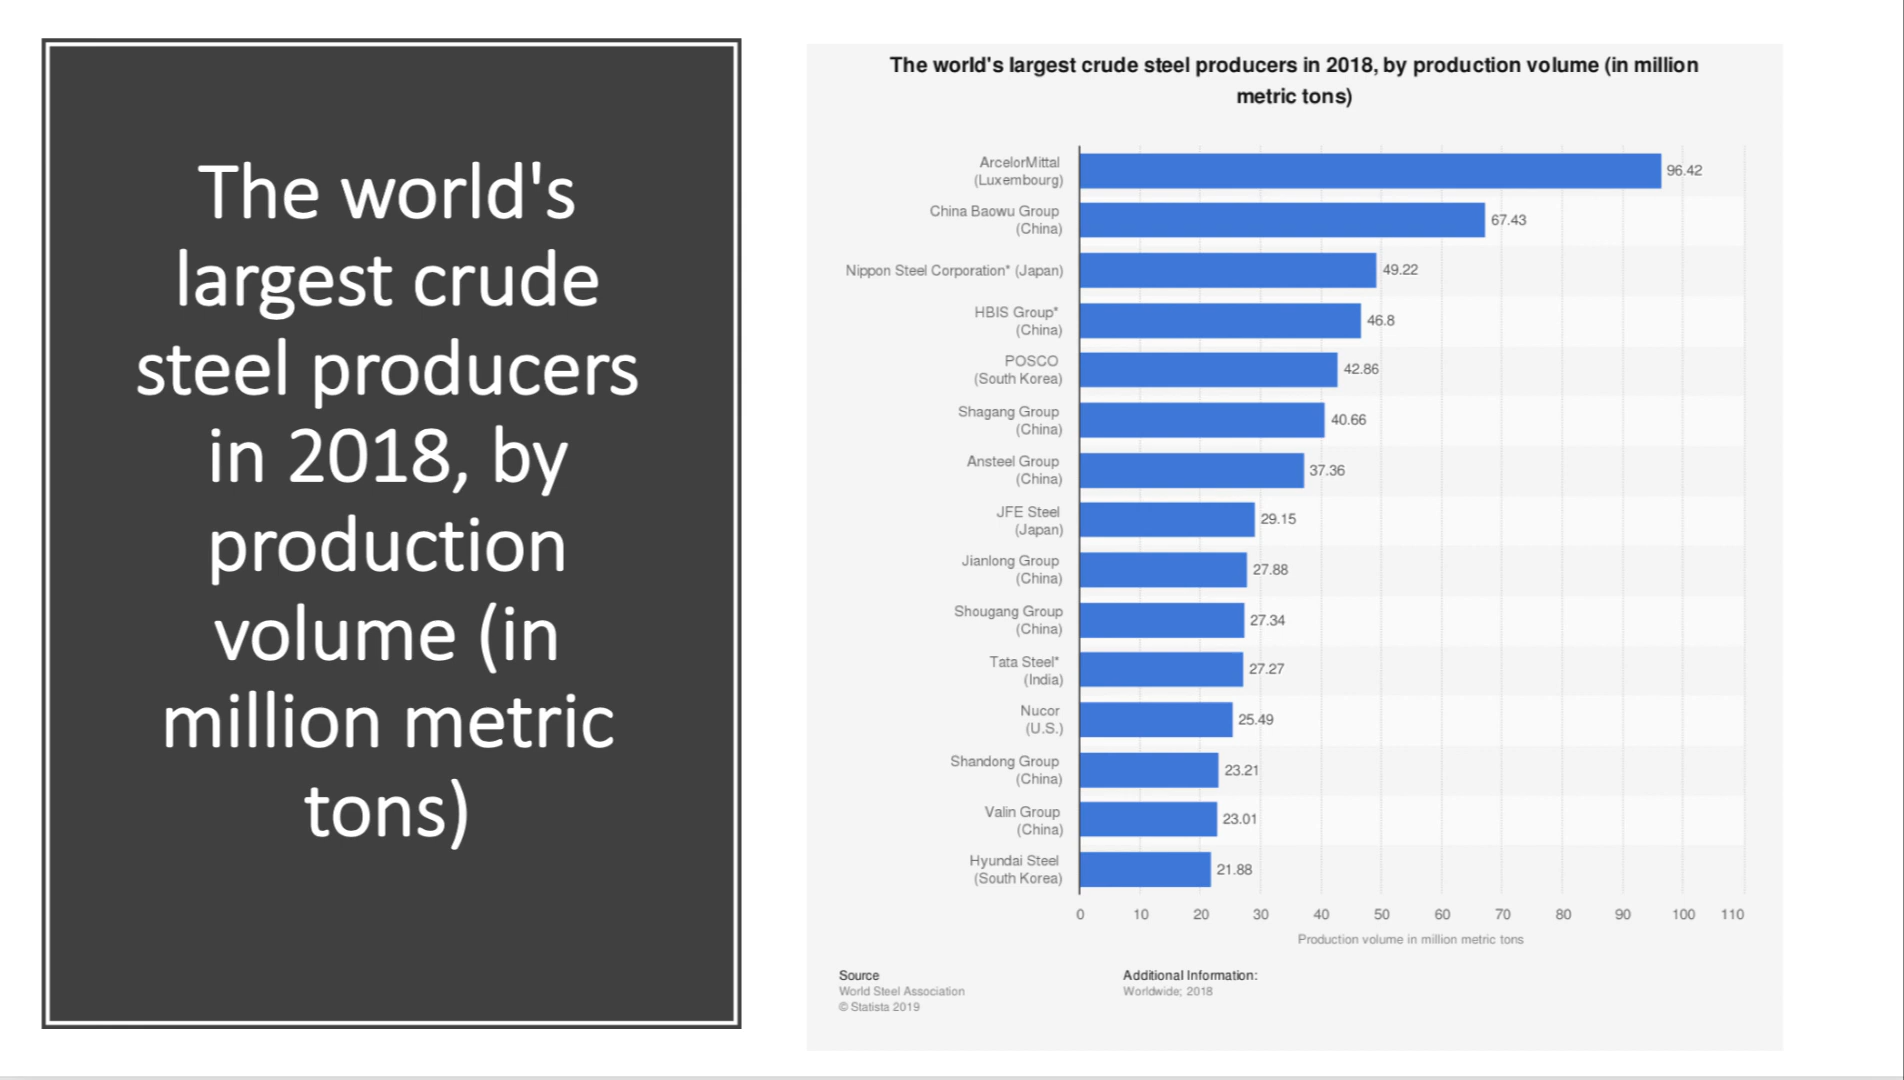 The world's
largest crude
steel producers
in 2018, by
production
volume (in
million metric
tons)
The world's largest crude steel producers in 2018, by production volume (in million
metric tons)
ArcelorMittal
(Luxembourg)
96.42
China Baowu Group
(China)
67.43
Nippon Steel Corporation* (Japan)
49.22
HBIS Group*
(China)
46.8
POSCO
(South Korea)
42.86
Shagang Group
(China)
40.66
Ansteel Group
(China)
37.36
JFE Steel
(Japan)
29.15
Jianlong Group
(China)
27.88
Shougang Group
(China)
27.34
Tata Steel*
(India)
27.27
Nucor
(U.S.)
25.49
Shandong Group
(China)
23.21
Valin Group
(China)
23.01
Hyundai Steel
(South Korea)
21.88
0 10 20 30 40 50 60 70 80 90 100 110
Production volume in million metric tons
Source
World Steel Association
© Statista 2019
Additional Information:
Worldwide; 2018